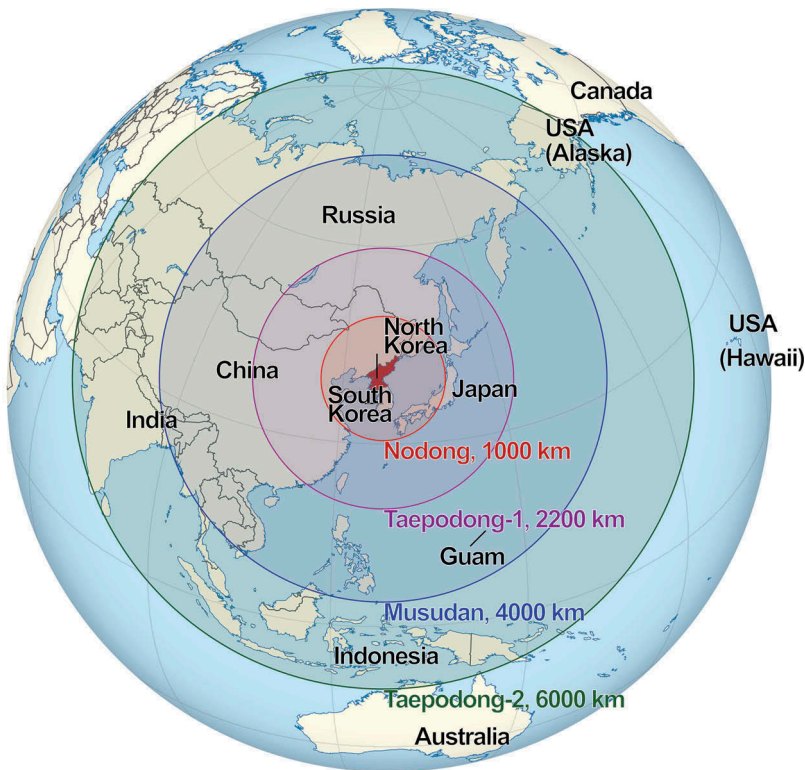 Canada
USA
(Alaska)
Russia
USA
(Hawaii)
North
Korea
China
Japan
South
Korea
India
Nodong, 1000 km
Taepodong-1, 2200 km
Guam
Musudan, 4000 km
Indonesia
Taepodong-2, 6000 km
Australia